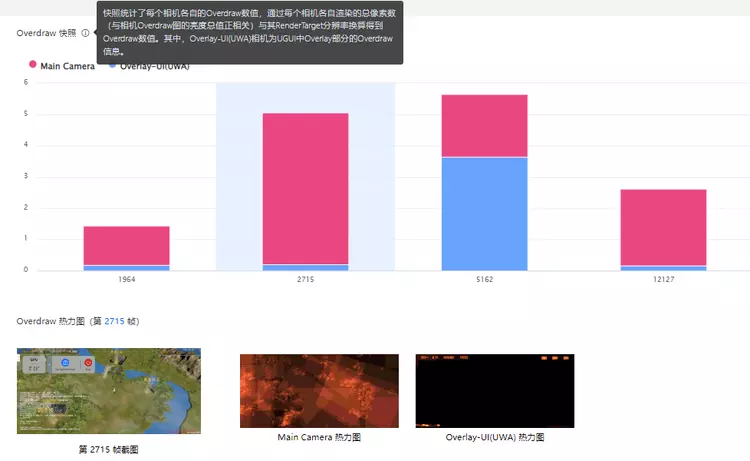 快照统计了每个相机各自的Overdraw数值，通过每个相机各自渲染的总像素数
（与相机Overdraw图的亮度总值正相关）与其RenderTarget分辨率换算得到
Overdraw数值。其中，Overlay-UI(UWA)相机为UGUI中Overlay部分的Overdraw
信息。
Overdraw 快照
Main Camera
Overlay-UI(UWA)
6
5
4
3
2
1
0
1964
2715
5162
12127
Overdraw 热力图（第 2715 帧）
第 2715 帧截图
Main Camera 热力图
Overlay-UI(UWA) 热力图